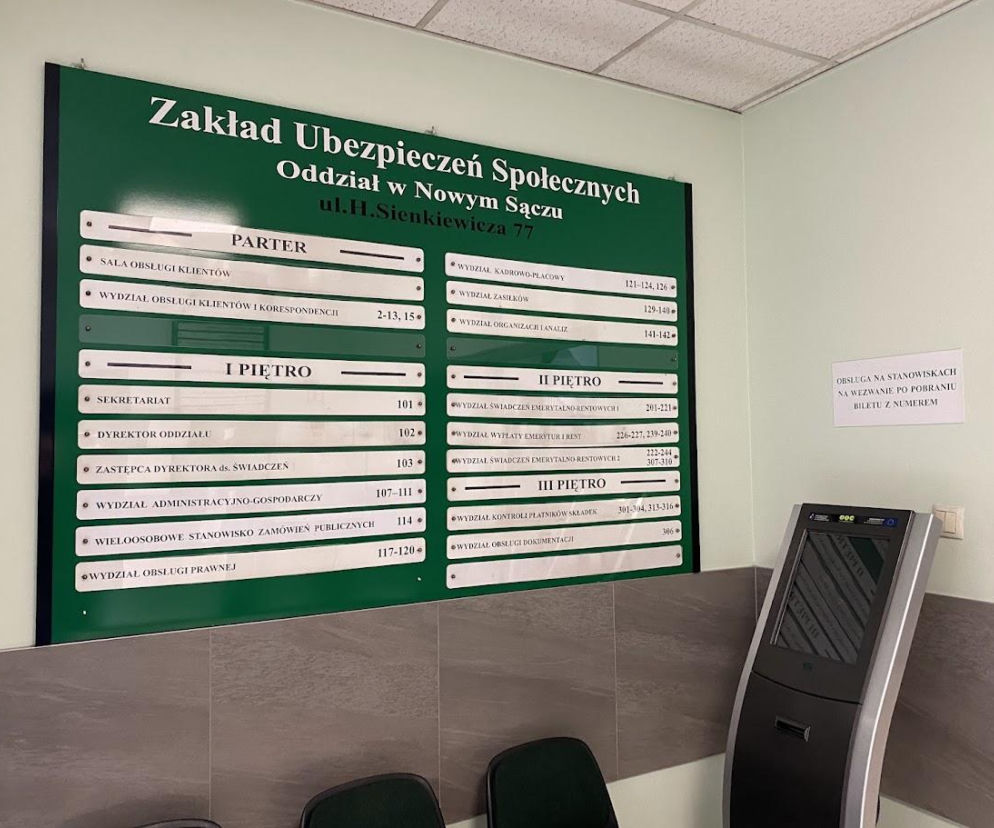 Zakład Ubezpieczeń Społecznych
Oddział w Nowym Sączu
ul.H.Sienkiewicza 77
PARTER
SALA OBSŁUGI KLIENTÓW
WYDZIAŁ OBSŁUGI KLIENTÓW I KORESPONDENCJI 2-13, 15
I PIĘTRO
SEKRETARIAT 101
DYREKTOR ODDZIAŁU 102
ZASTĘPCA DYREKTORA ds. ŚWIADCZEŃ 103
WYDZIAŁ ADMINISTRACYJNO-GOSPODARCZY 107–111
WIELOOSOBOWE STANOWISKO ZAMÓWIEŃ PUBLICZNYCH 114
WYDZIAŁ OBSŁUGI PRAWNEJ 117-120
WYDZIAŁ KADROWO-PŁACOWY 121–124, 126
WYDZIAŁ ZASIŁKÓW 129-140
WYDZIAŁ ORGANIZACJI I ANALIZ 141-142
II PIĘTRO
WYDZIAŁ ŚWIADCZEŃ EMERYTALNO-RENTOWYCH 1 201-221
WYDZIAŁ WYPŁATY EMERYTUR I RENT 226-227, 239-240
WYDZIAŁ ŚWIADCZEŃ EMERYTALNO-RENTOWYCH 2 222-244
307-310
III PIĘTRO
WYDZIAŁ KONTROLI PŁATNIKÓW SKŁADEK 301-304, 313-316
WYDZIAŁ OBSŁUGI DOKUMENTACJI 306
OBSŁUGA NA STANOWISKACH
NA WEZWANIE PO POBRANIU
BILETU Z NUMEREM